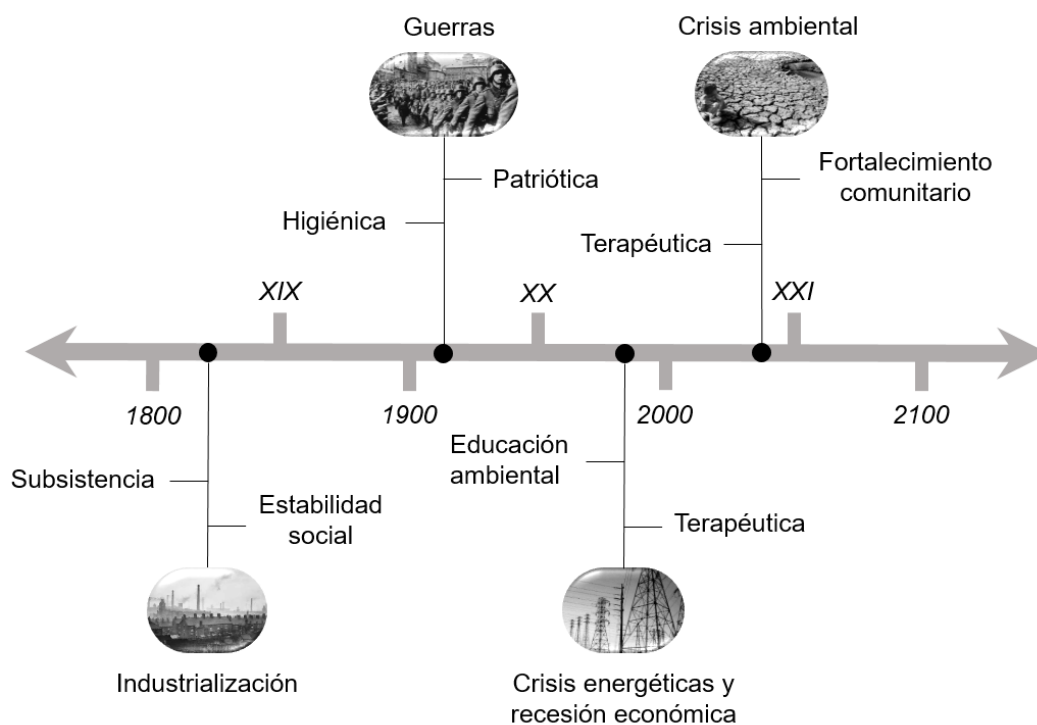 Guerras
Crisis ambiental
Patriótica
Higiénica
Fortalecimiento
comunitario
Terapéutica
XIX
XX
XXI
1800
1900
2000
2100
Subsistencia
Estabilidad
social
Educación
ambiental
Terapéutica
Industrialización
Crisis energéticas y
recesión económica